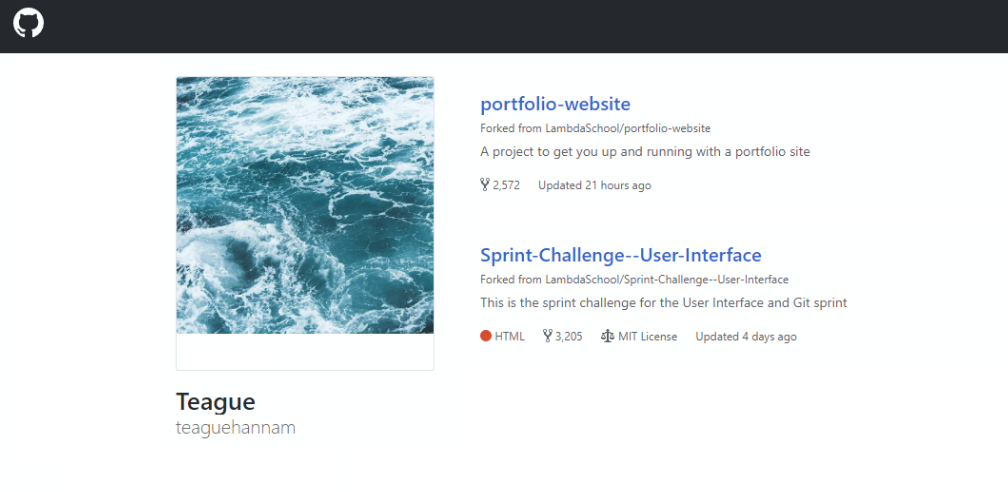 portfolio-website
Forked from LambdaSchool/portfolio-website
A project to get you up and running with a portfolio site
2,572 Updated 21 hours ago
Sprint-Challenge--User-Interface
Forked from LambdaSchool/Sprint-Challenge--User-Interface
This is the sprint challenge for the User Interface and Git sprint
HTML 3,205 MIT License Updated 4 days ago
Teague
teaguehannam